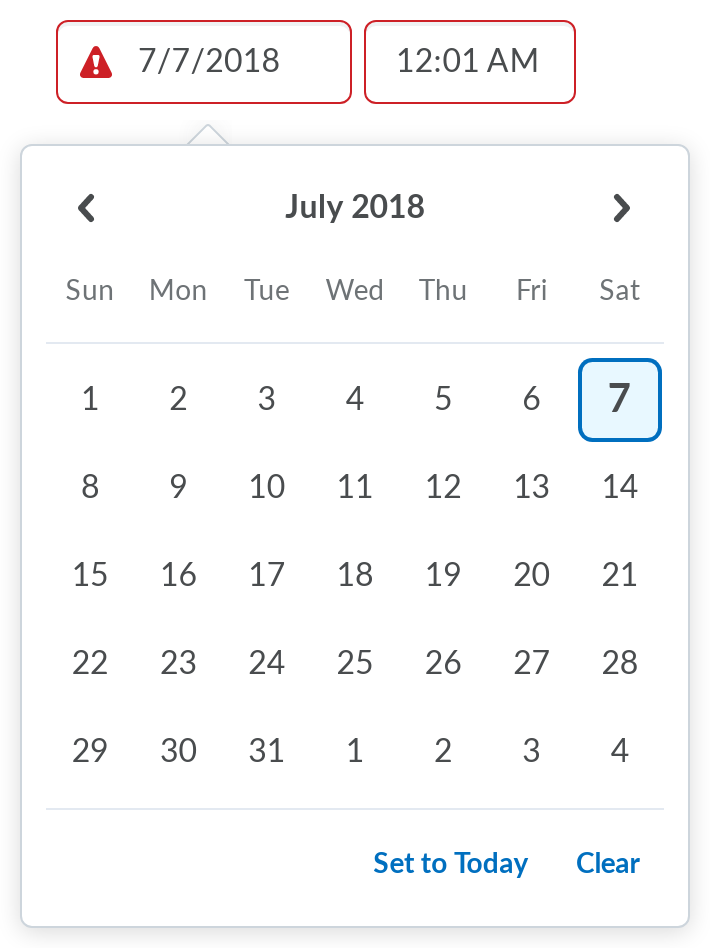 7/7/2018 12:01 AM
July 2018
Sun Mon Tue Wed Thu Fri Sat
1 2 3 4 5 6 7
8 9 10 11 12 13 14
15 16 17 18 19 20 21
22 23 24 25 26 27 28
29 30 31 1 2 3 4
Set to Today Clear